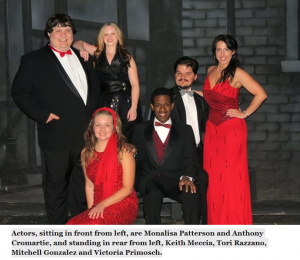 Actors, sitting in front from left, are Monalisa Patterson and Anthony
Cromartie, and standing in rear from left, Keith Meccia, Tori Razzano,
Mitchell Gonzalez and Victoria Primosch.